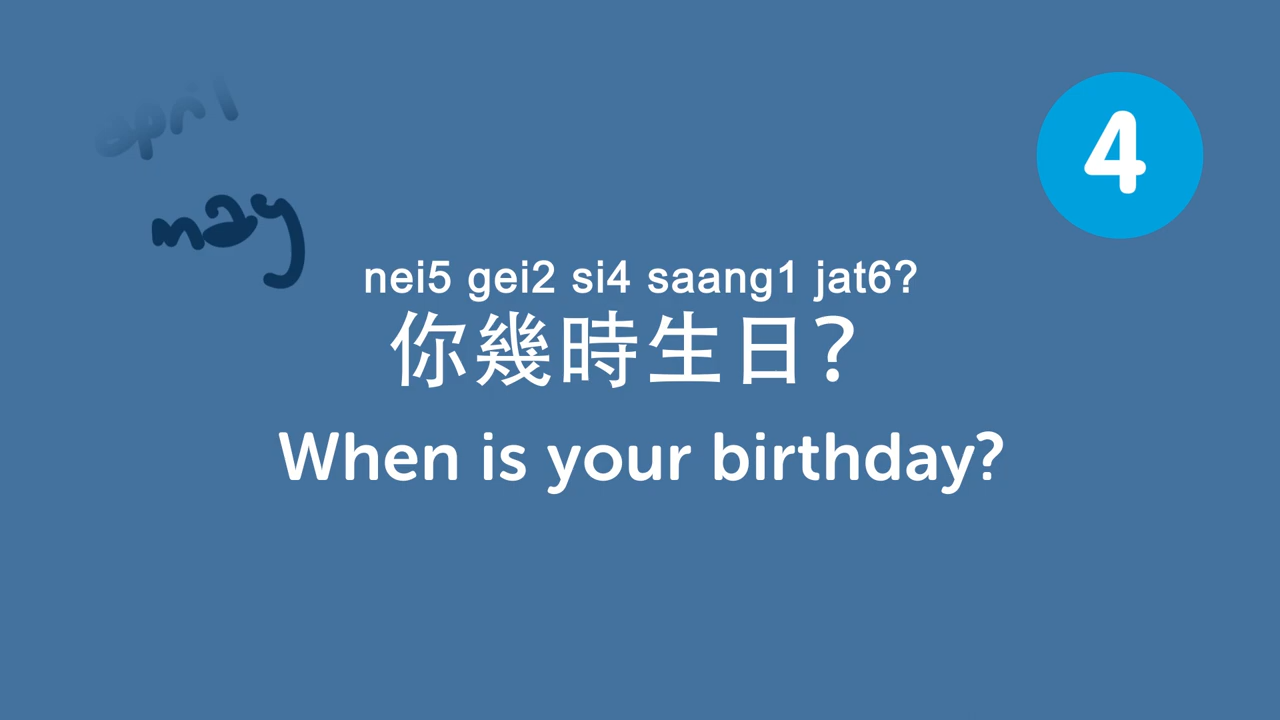 april
4
may
nei5 gei2 si4 saang1 jat6?
你幾時生日?
When is your birthday?